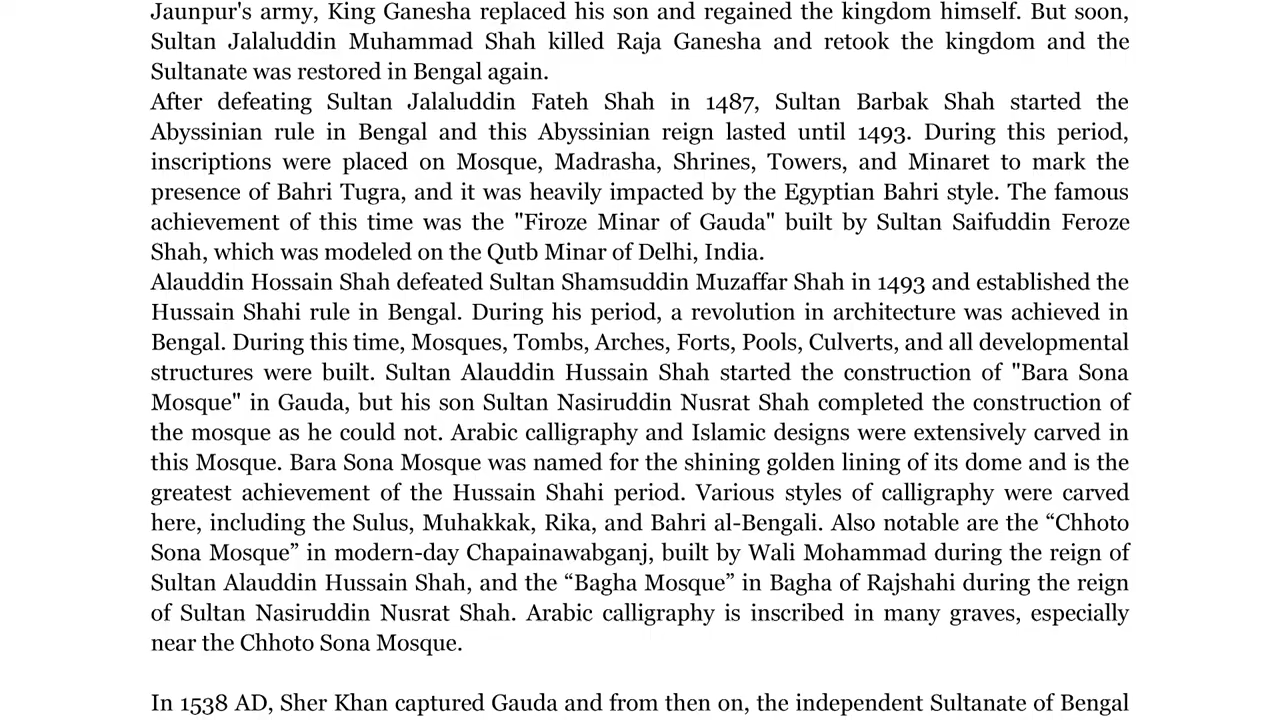 Jaunpur's army, King Ganesha replaced his son and regained the kingdom himself. But soon,
Sultan Jalaluddin Muhammad Shah killed Raja Ganesha and retook the kingdom and the
Sultanate was restored in Bengal again.
After defeating Sultan Jalaluddin Fateh Shah in 1487, Sultan Barbak Shah started the
Abyssinian rule in Bengal and this Abyssinian reign lasted until 1493. During this period,
inscriptions were placed on Mosque, Madrasha, Shrines, Towers, and Minaret to mark the
presence of Bahri Tugra, and it was heavily impacted by the Egyptian Bahri style. The famous
achievement of this time was the "Firoze Minar of Gauda" built by Sultan Saifuddin Feroze
Shah, which was modeled on the Qutb Minar of Delhi, India.
Alauddin Hossain Shah defeated Sultan Shamsuddin Muzaffar Shah in 1493 and established the
Hussain Shahi rule in Bengal. During his period, a revolution in architecture was achieved in
Bengal. During this time, Mosques, Tombs, Arches, Forts, Pools, Culverts, and all developmental
structures were built. Sultan Alauddin Hussain Shah started the construction of "Bara Sona
Mosque" in Gauda, but his son Sultan Nasiruddin Nusrat Shah completed the construction of
the mosque as he could not. Arabic calligraphy and Islamic designs were extensively carved in
this Mosque. Bara Sona Mosque was named for the shining golden lining of its dome and is the
greatest achievement of the Hussain Shahi period. Various styles of calligraphy were carved
here, including the Sulus, Muhakkak, Rika, and Bahri al-Bengali. Also notable are the “Chhoto
Sona Mosque” in modern-day Chapainawabganj, built by Wali Mohammad during the reign of
Sultan Alauddin Hussain Shah, and the “Bagha Mosque” in Bagha of Rajshahi during the reign
of Sultan Nasiruddin Nusrat Shah. Arabic calligraphy is inscribed in many graves, especially
near the Chhoto Sona Mosque.
In 1538 AD, Sher Khan captured Gauda and from then on, the independent Sultanate of Bengal